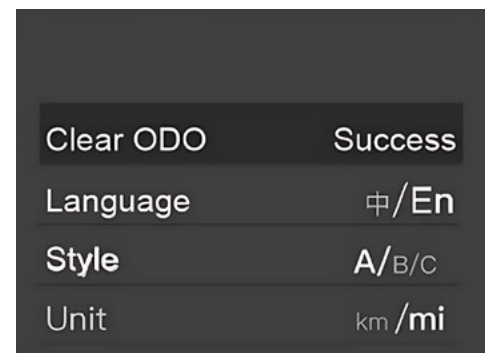 Clear ODO Success
Language 中/En
Style A/B/C
Unit km/mi